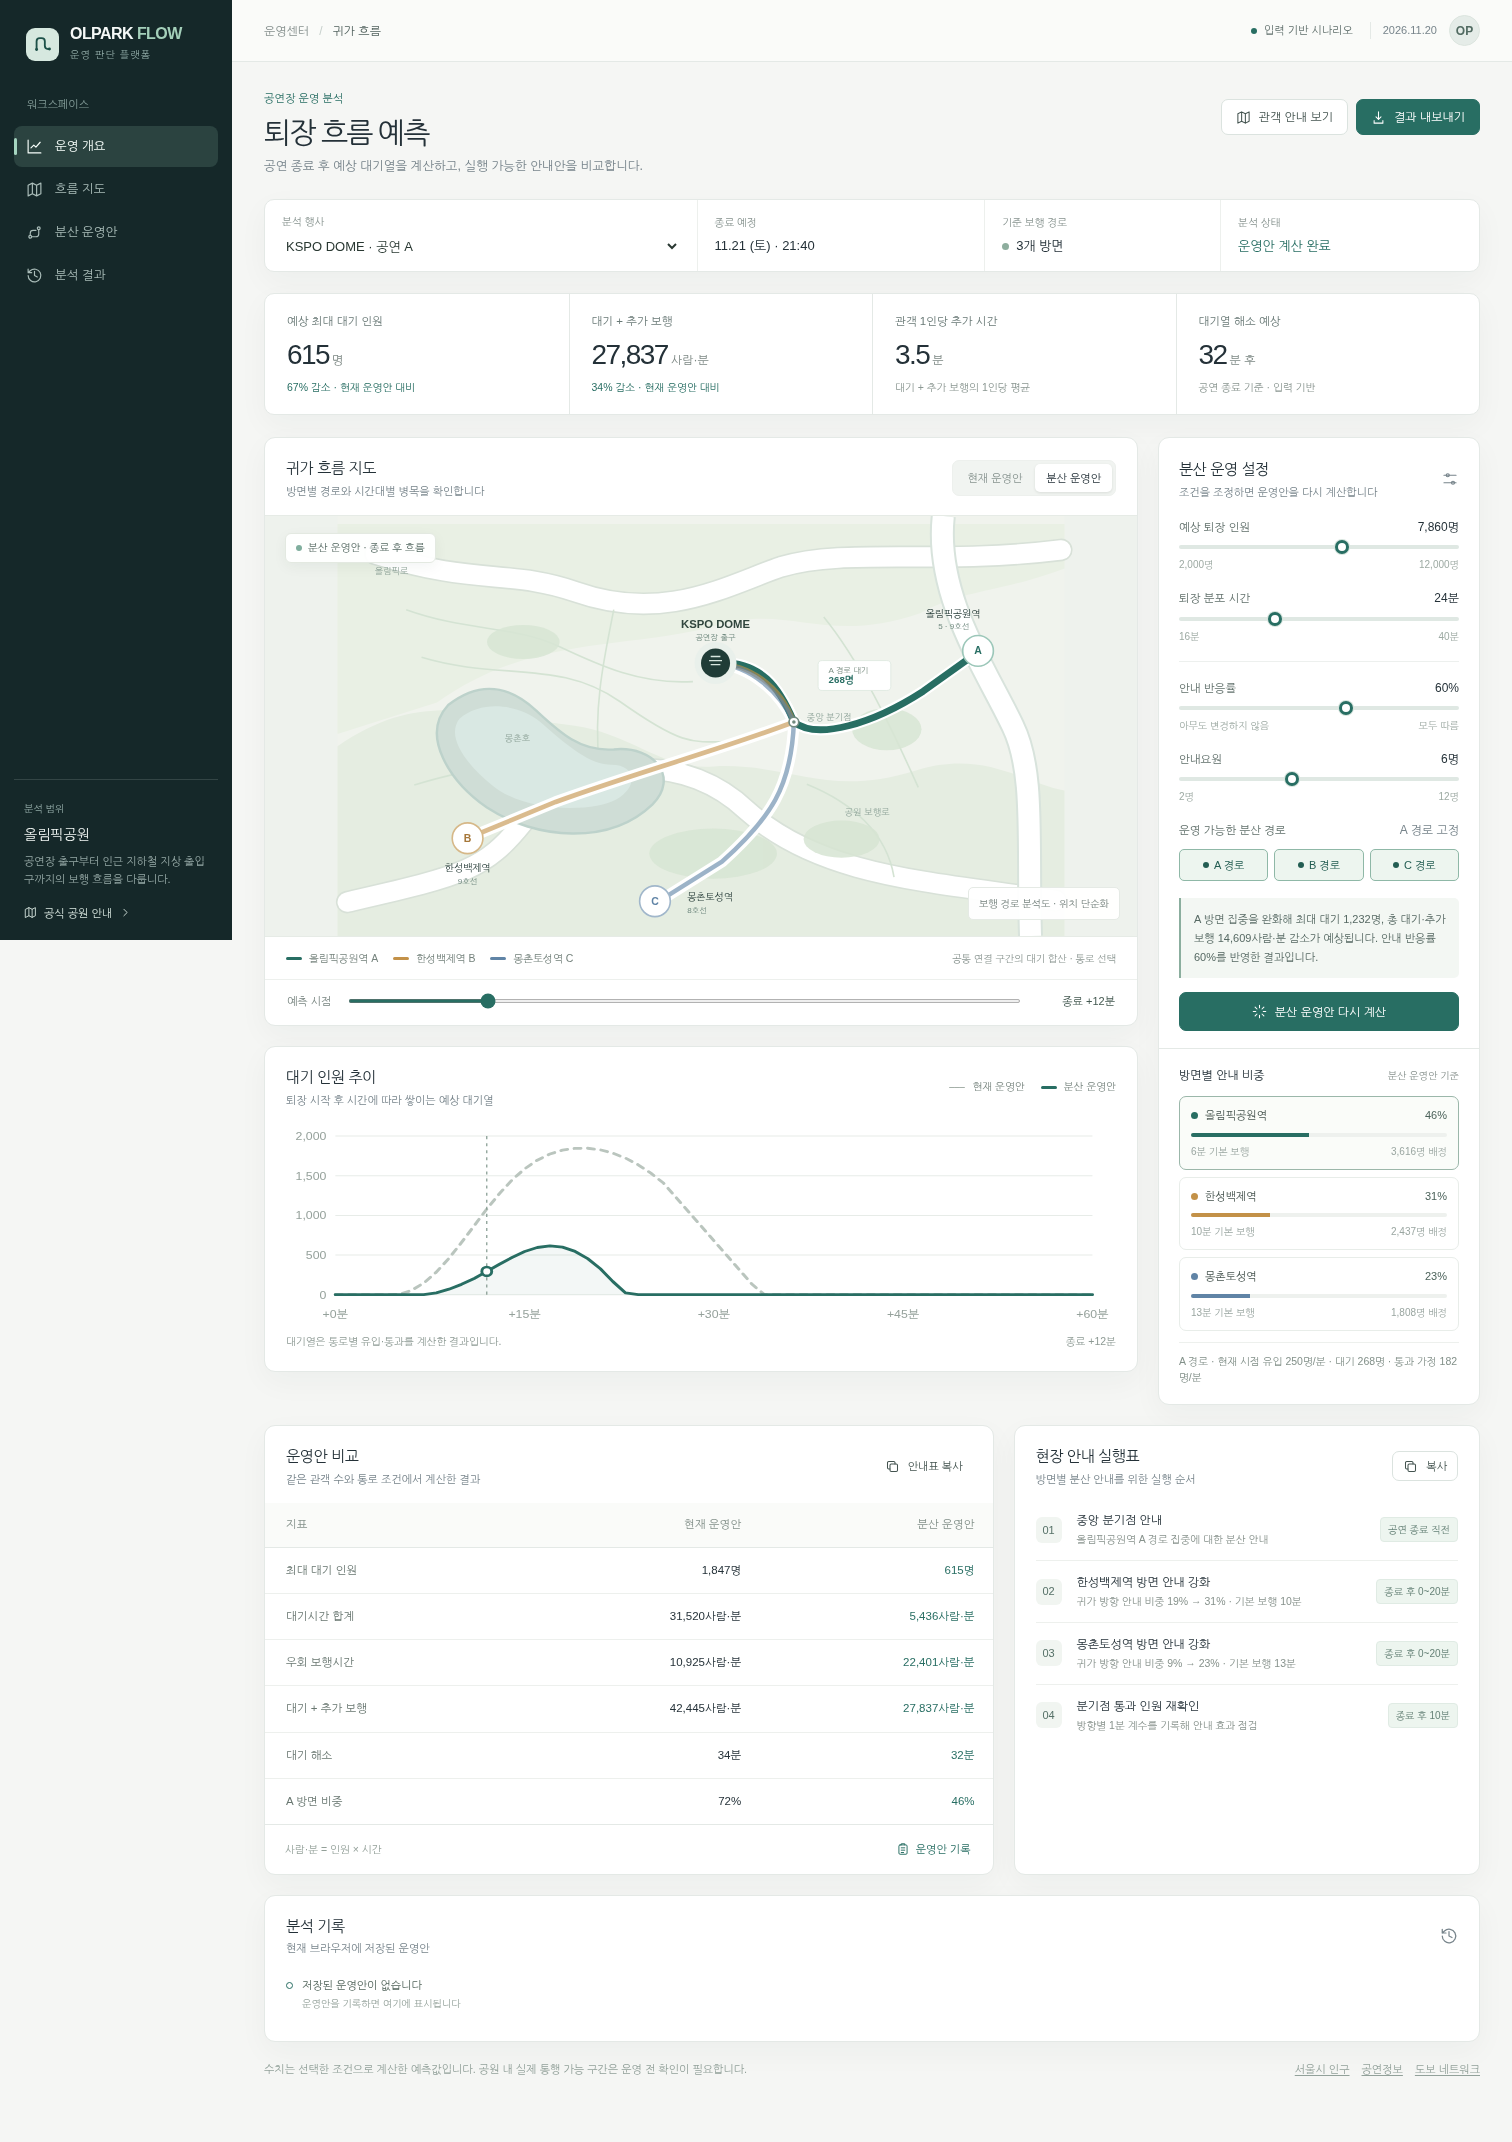 OLPARK FLOW
운영 판단 플랫폼
워크스페이스
운영 개요
흐름 지도
분산 운영안
분석 결과
분석 범위
올림픽공원
공연장 출구부터 인근 지하철 지상 출입
구까지의 보행 흐름을 다룹니다.
공식 공원 안내
운영센터 / 귀가 흐름
입력 기반 시나리오
2026.11.20
OP
공연장 운영 분석
퇴장 흐름 예측
공연 종료 후 예상 대기열을 계산하고, 실행 가능한 안내안을 비교합니다.
관객 안내 보기
결과 내보내기
분석 행사
KSPO DOME · 공연 A
종료 예정
11.21 (토) · 21:40
기준 보행 경로
3개 방면
분석 상태
운영안 계산 완료
예상 최대 대기 인원
615 명
67% 감소 · 현재 운영안 대비
대기 + 추가 보행
27,837 사람·분
34% 감소 · 현재 운영안 대비
관객 1인당 추가 시간
3.5 분
대기 + 추가 보행의 1인당 평균
대기열 해소 예상
32 분 후
공연 종료 기준 · 입력 기반
귀가 흐름 지도
방면별 경로와 시간대별 병목을 확인합니다
현재 운영안
분산 운영안
분산 운영안 · 종료 후 흐름
올림픽로
KSPO DOME
공연장 출구
올림픽공원역
5 · 9호선
A
A 경로 대기
268명
중앙 분기점
몽촌호
공원 보행로
B
한성백제역
9호선
C
몽촌토성역
8호선
보행 경로 분석도 · 위치 단순화
올림픽공원역 A
한성백제역 B
몽촌토성역 C
공통 연결 구간의 대기 합산 · 통로 선택
예측 시점
종료 +12분
대기 인원 추이
퇴장 시작 후 시간에 따라 쌓이는 예상 대기열
현재 운영안
분산 운영안
2,000
1,500
1,000
500
0
+0분
+15분
+30분
+45분
+60분
대기열은 통로별 유입·통과를 계산한 결과입니다.
종료 +12분
분산 운영 설정
조건을 조정하면 운영안을 다시 계산합니다
예상 퇴장 인원
7,860명
2,000명
12,000명
퇴장 분포 시간
24분
16분
40분
안내 반응률
60%
아무도 변경하지 않음
모두 따름
안내요원
6명
2명
12명
운영 가능한 분산 경로
A 경로 고정
A 경로
B 경로
C 경로
A 방면 집중을 완화해 최대 대기 1,232명, 총 대기·추가
보행 14,609사람·분 감소가 예상됩니다. 안내 반응률
60%를 반영한 결과입니다.
분산 운영안 다시 계산
방면별 안내 비중
분산 운영안 기준
올림픽공원역
46%
6분 기본 보행
3,616명 배정
한성백제역
31%
10분 기본 보행
2,437명 배정
몽촌토성역
23%
13분 기본 보행
1,808명 배정
A 경로 · 현재 시점 유입 250명/분 · 대기 268명 · 통과 가정 182
명/분
운영안 비교
같은 관객 수와 통로 조건에서 계산한 결과
안내표 복사
지표
현재 운영안
분산 운영안
최대 대기 인원
1,847명
615명
대기시간 합계
31,520사람·분
5,436사람·분
우회 보행시간
10,925사람·분
22,401사람·분
대기 + 추가 보행
42,445사람·분
27,837사람·분
대기 해소
34분
32분
A 방면 비중
72%
46%
사람·분 = 인원 × 시간
운영안 기록
현장 안내 실행표
방면별 분산 안내를 위한 실행 순서
복사
01
중앙 분기점 안내
올림픽공원역 A 경로 집중에 대한 분산 안내
공연 종료 직전
02
한성백제역 방면 안내 강화
귀가 방향 안내 비중 19% → 31% · 기본 보행 10분
종료 후 0~20분
03
몽촌토성역 방면 안내 강화
귀가 방향 안내 비중 9% → 23% · 기본 보행 13분
종료 후 0~20분
04
분기점 통과 인원 재확인
방향별 1분 계수를 기록해 안내 효과 점검
종료 후 10분
분석 기록
현재 브라우저에 저장된 운영안
저장된 운영안이 없습니다
운영안을 기록하면 여기에 표시됩니다
수치는 선택한 조건으로 계산한 예측값입니다. 공원 내 실제 통행 가능 구간은 운영 전 확인이 필요합니다.
서울시 인구
공연정보
도보 네트워크